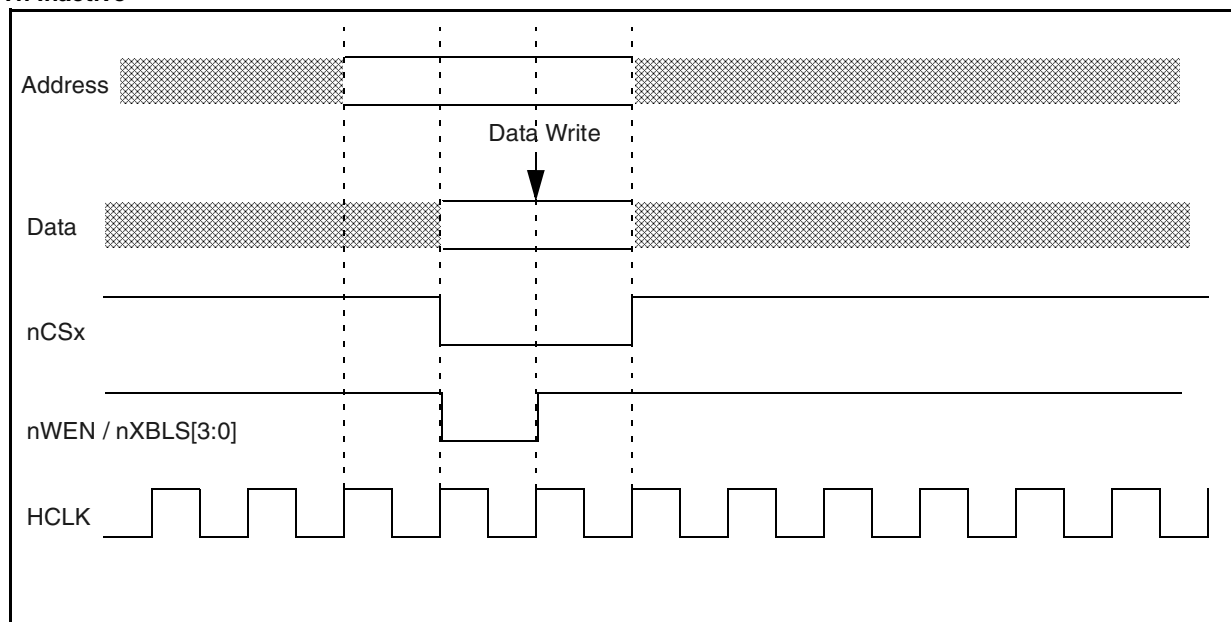 Address
Data Write
Data
nCSx
nWEN / nXBLS[3:0]
HCLK